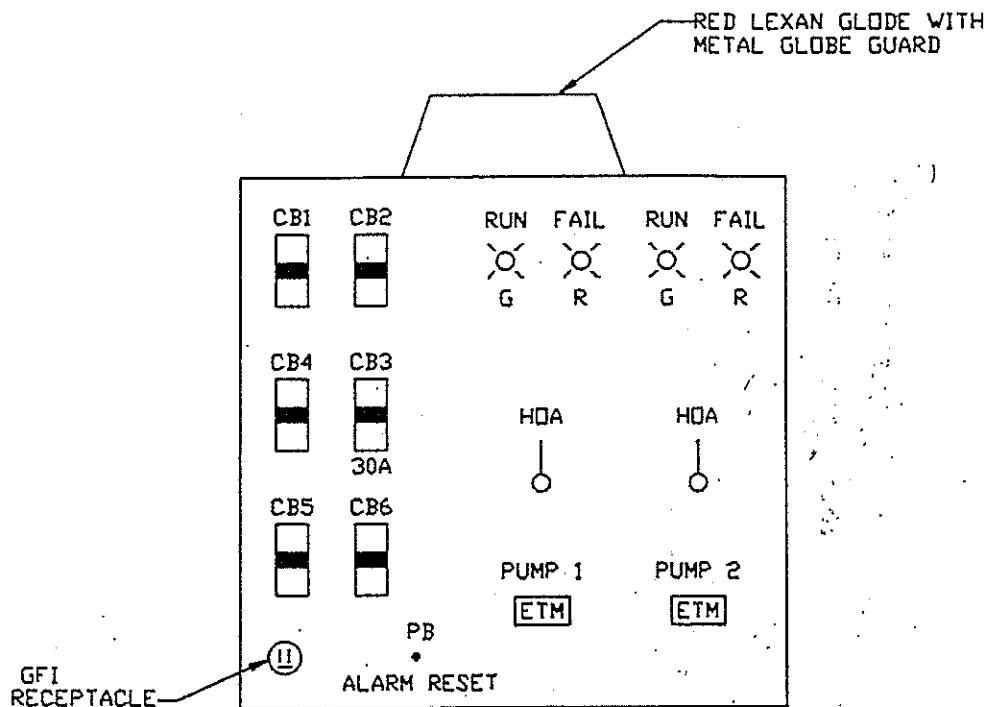 RED LEXAN GLODE WITH
METAL GLOBE GUARD
CB1 CB2 RUN FAIL RUN FAIL
G R G R
CB4 CB3
HOA HOA
30A
CB5 CB6
PUMP 1 PUMP 2
ETM ETM
PB
GFI
RECEPTACLE
ALARM RESET